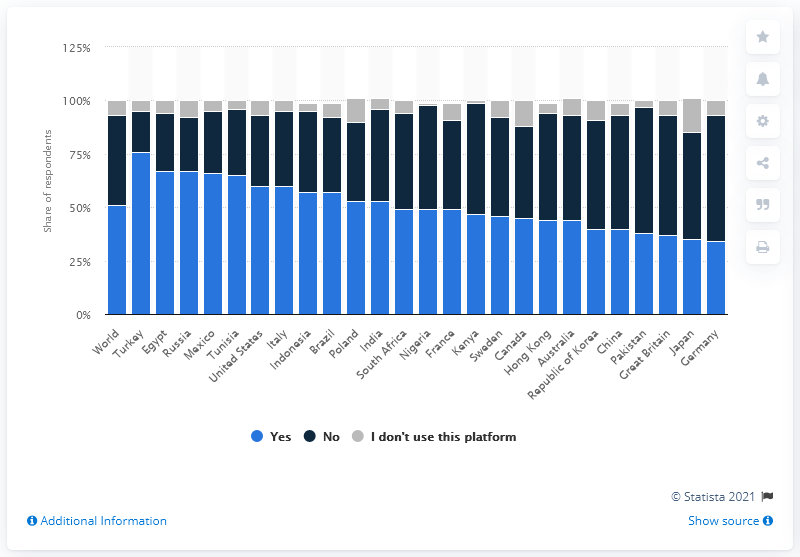 125%
100%
75%
50%
25%
0%
Share of respondents
World
Turkey
Egypt
Russia
Mexico
Tunisia
United States
Italy
Indonesia
Brazil
Poland
India
South Africa
Nigeria
France
Kenya
Sweden
Canada
Hong Kong
Australia
Republic of Korea
China
Pakistan
Great Britain
Japan
Germany
Yes No I don't use this platform
© Statista 2021
Additional Information
Show source